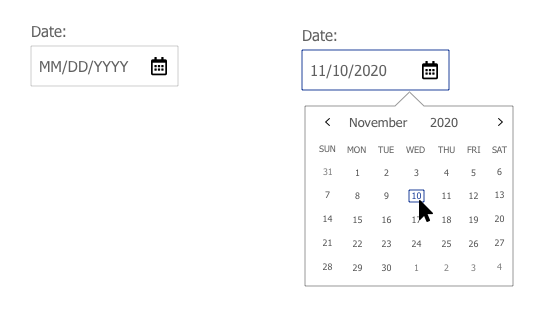 Date:
MM/DD/YYYY
Date:
11/10/2020
November 2020
SUN MON TUE WED THU FRI SAT
31 1 2 3 4 5 6
7 8 9 10 11 12 13
14 15 16 17 18 19 20
21 22 23 24 25 26 27
28 29 30 1 2 3 4